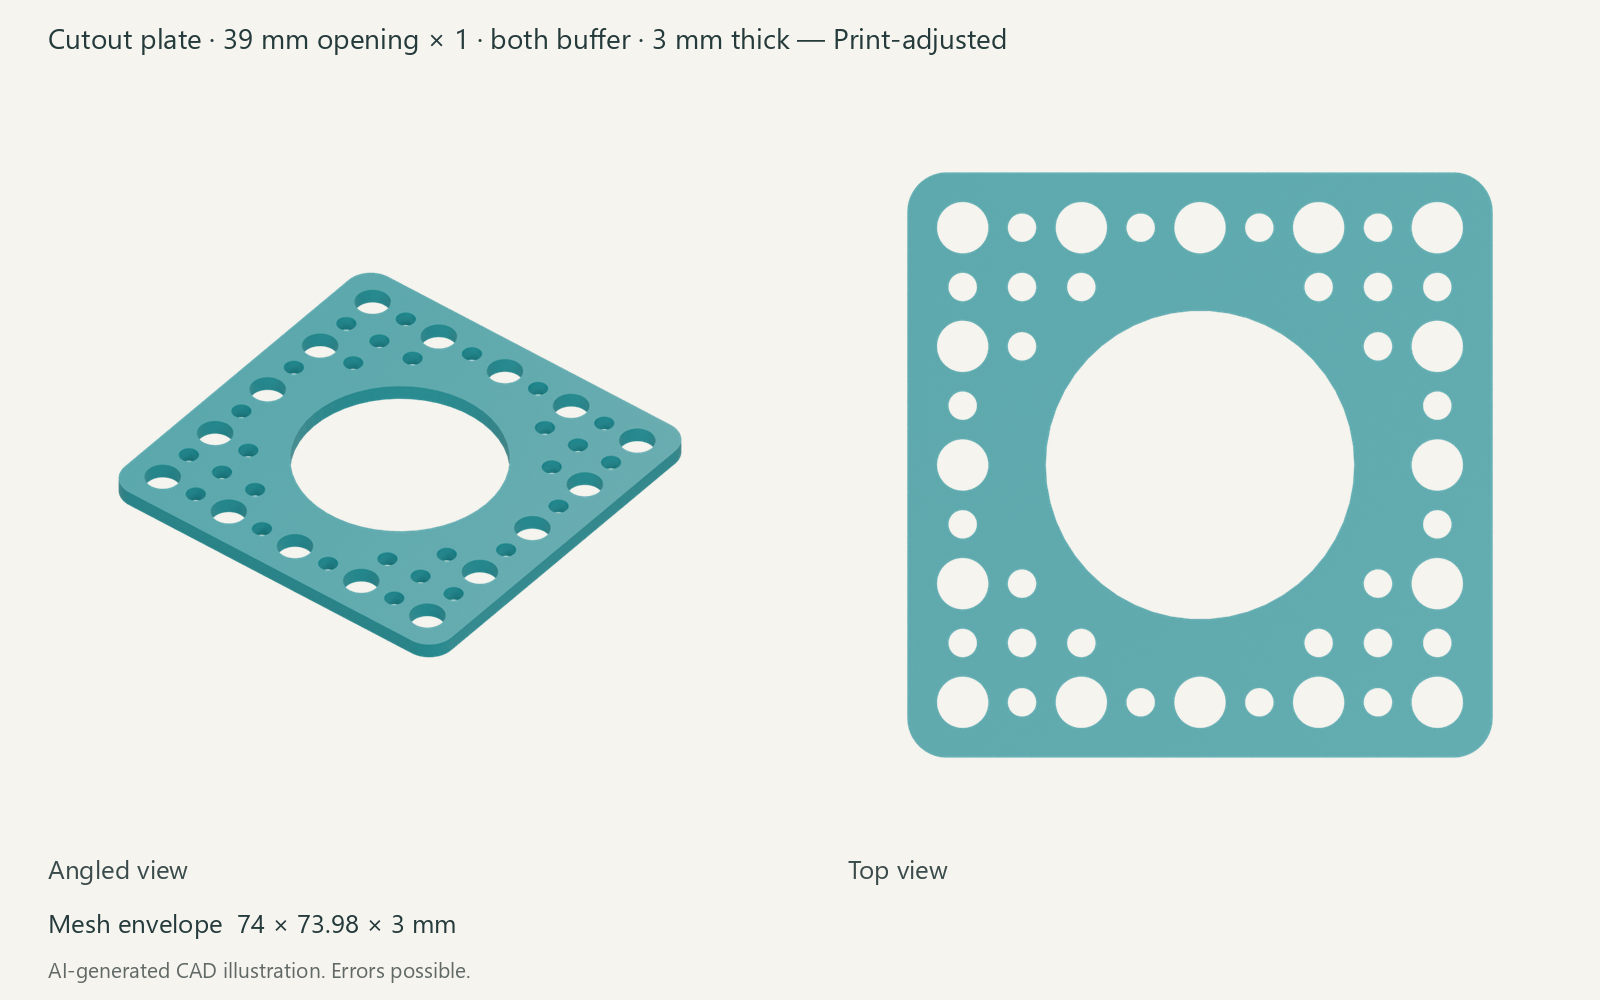 Cutout plate · 39 mm opening × 1 · both buffer · 3 mm thick — Print-adjusted
Angled view
Top view
Mesh envelope  74 × 73.98 × 3 mm
AI-generated CAD illustration. Errors possible.